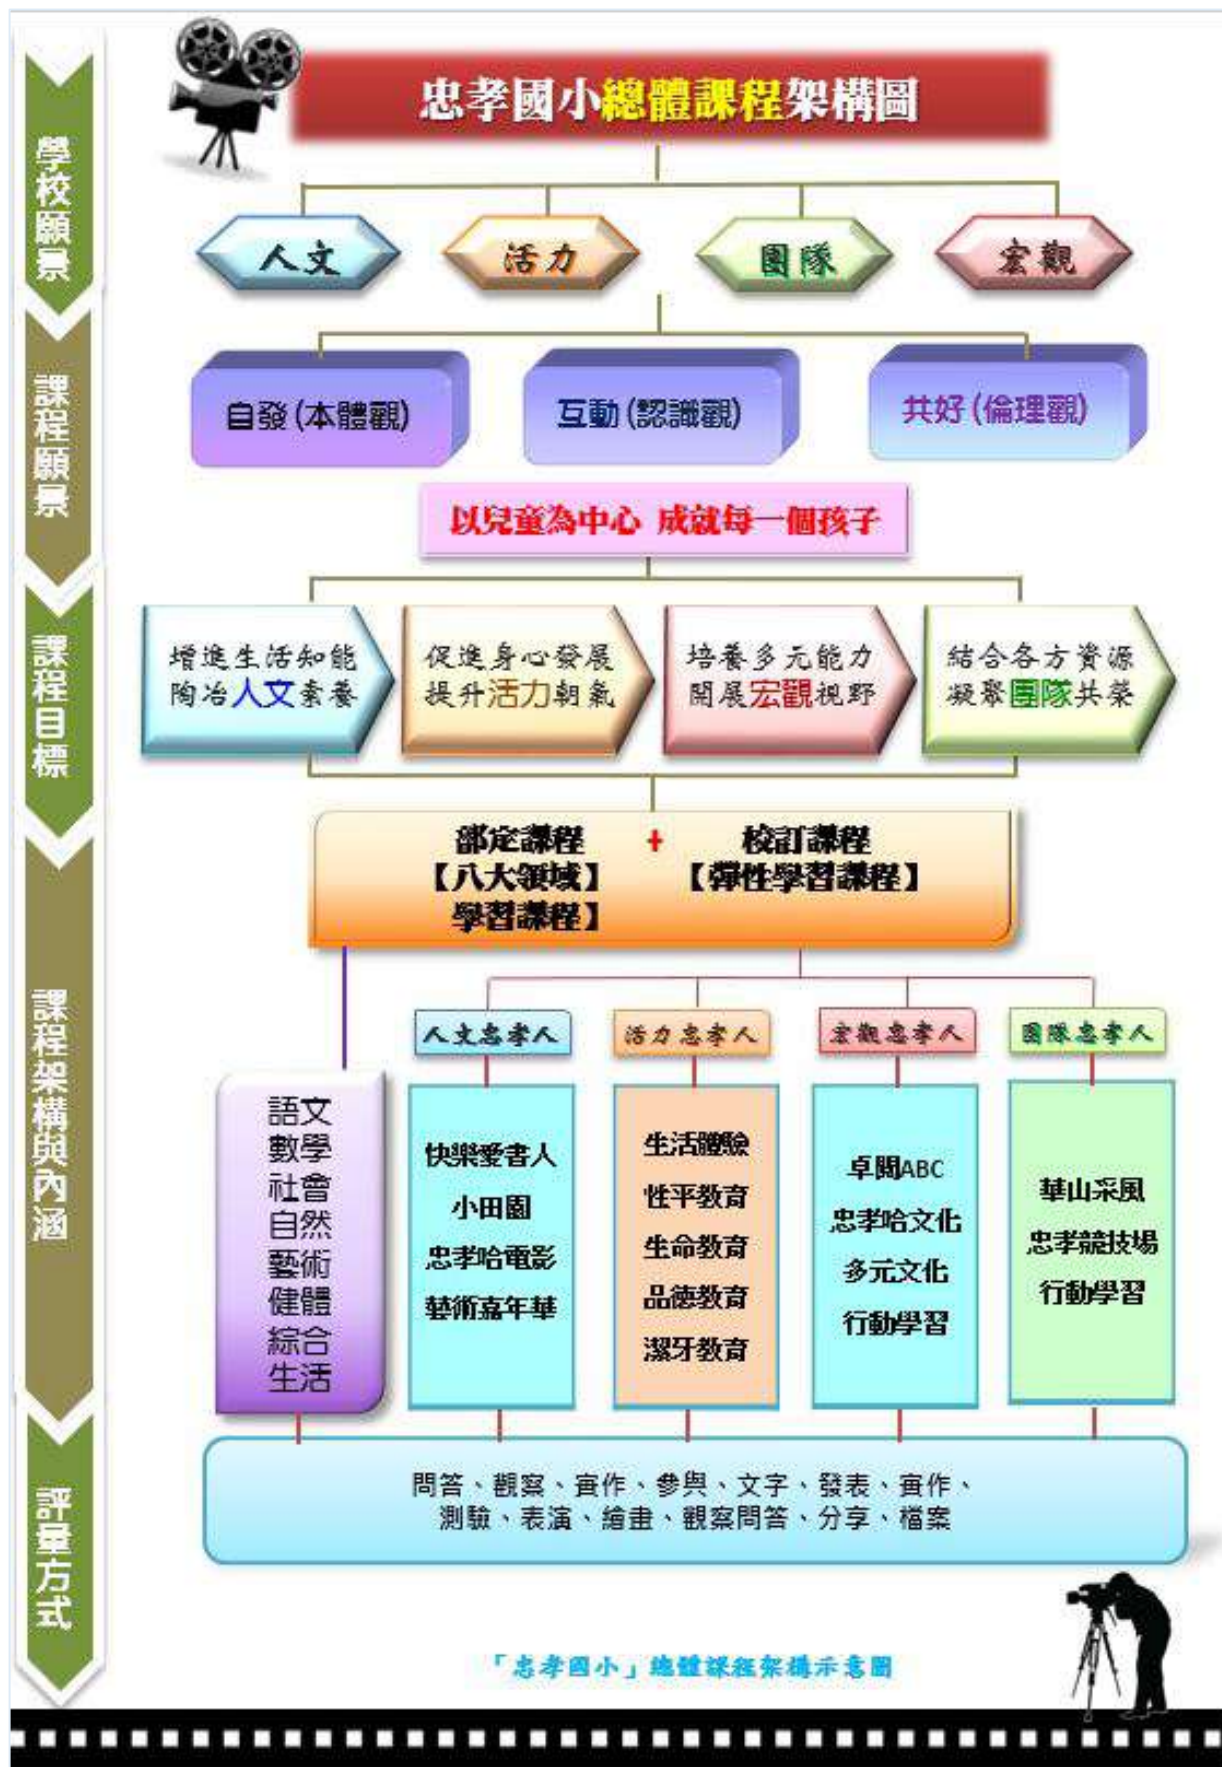 忠孝國小總體課程架構圖
學校願景
人文
活力
團隊
宏觀
課程願景
自發(本體觀)
互動(認識觀)
共好(倫理觀)
以兒童為中心 成就每一個孩子
課程目標
增進生活知能
陶冶人文素養
促進身心發展
提升活力朝氣
培養多元能力
開展宏觀視野
結合各方資源
凝聚團隊共榮
課程架構與內涵
部定課程
【八大領域】
學習課程】
+
校訂課程
【彈性學習課程】
語文
數學
社會
自然
藝術
健體
綜合
生活
人文忠孝人
快樂愛書人
小田園
忠孝哈電影
藝術嘉年華
活力忠孝人
生活體驗
性平教育
生命教育
品德教育
潔牙教育
宏觀忠孝人
卓閱ABC
忠孝哈文化
多元文化
行動學習
團隊忠孝人
華山采風
忠孝競技場
行動學習
評量方式
問答、觀察、實作、參與、文字、發表、實作、
測驗、表演、繪畫、觀察問答、分享、檔案
「忠孝國小」總體課程架構示意圖